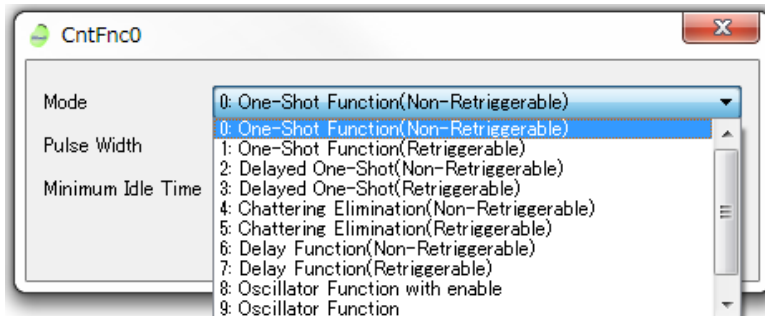 CntFnc0
Mode
0: One-Shot Function(Non-Retriggerable)
0: One-Shot Function(Non-Retriggerable)
Pulse Width
1: One-Shot Function(Retriggerable)
2: Delayed One-Shot(Non-Retriggerable)
Minimum Idle Time
3: Delayed One-Shot(Retriggerable)
4: Chattering Elimination(Non-Retriggerable)
5: Chattering Elimination(Retriggerable)
6: Delay Function(Non-Retriggerable)
7: Delay Function(Retriggerable)
8: Oscillator Function with enable
9: Oscillator Function